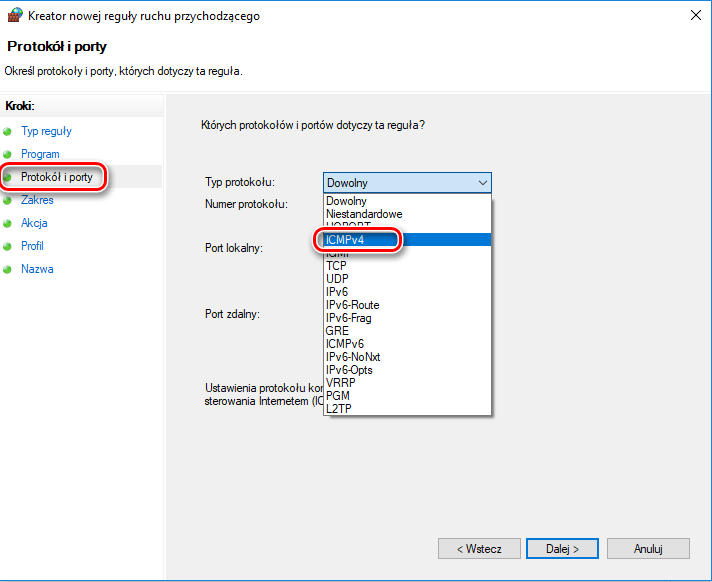 Kreator nowej reguły ruchu przychodzącego
Protokół i porty
Określ protokoły i porty, których dotyczy ta reguła.
Kroki:
Typ reguły
Program
Protokół i porty
Zakres
Akcja
Profil
Nazwa
Których protokołów i portów dotyczy ta reguła?
Typ protokołu:
Dowolny
Numer protokołu:
Dowolny
Niestandardowe
HOPOPT
ICMPv4
IGMP
TCP
UDP
IPv6
IPv6-Route
IPv6-Frag
GRE
ICMPv6
IPv6-NoNxt
IPv6-Opts
VRRP
PGM
L2TP
Port lokalny:
Port zdalny:
Ustawienia protokołu
sterowania Internetem (IC
< Wstecz
Dalej >
Anuluj